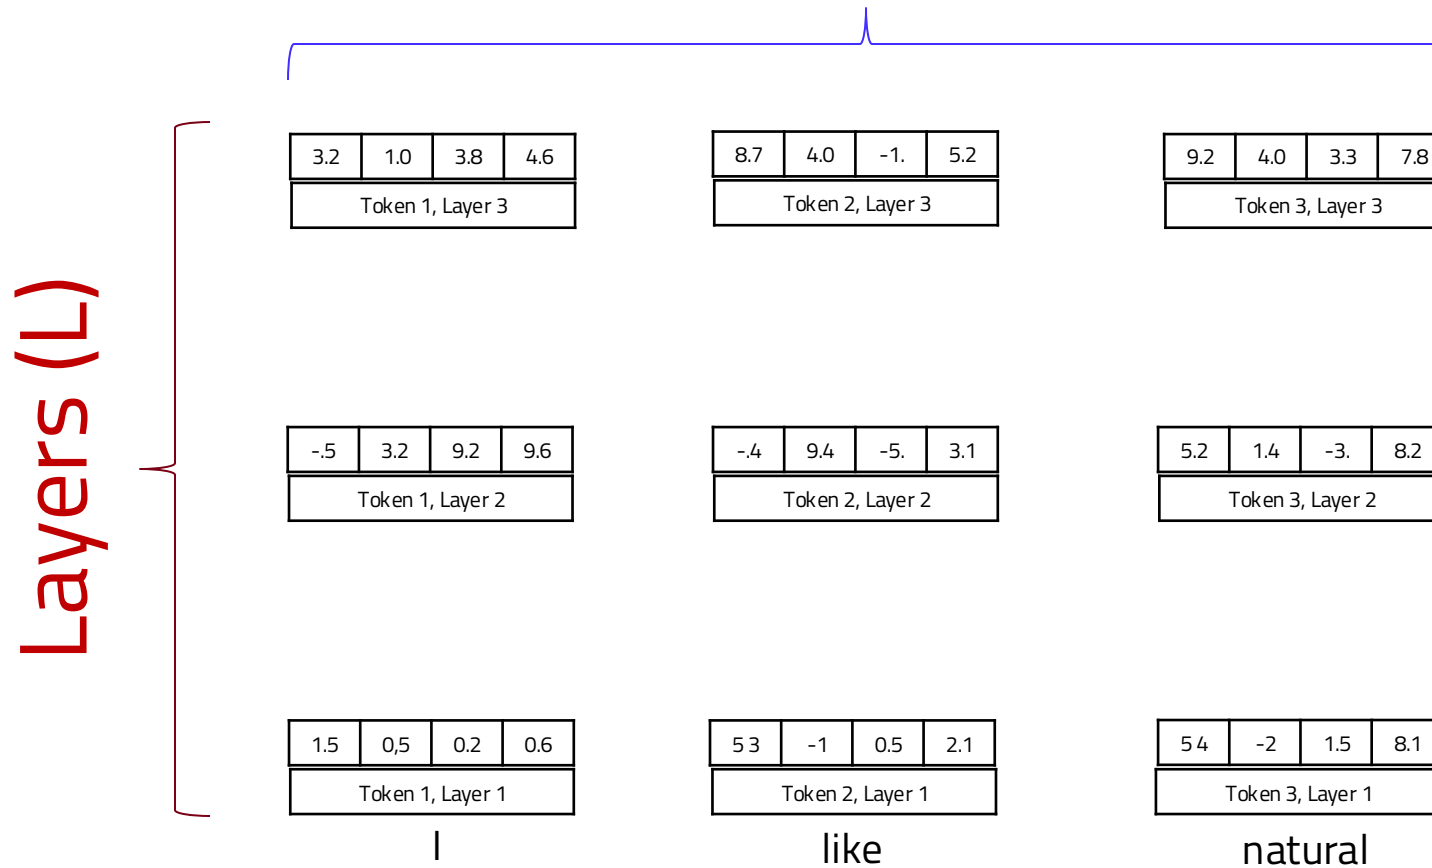 Layers (L)
3.2 1.0 3.8 4.6
Token 1, Layer 3
8.7 4.0 -1. 5.2
Token 2, Layer 3
9.2 4.0 3.3 7.8
Token 3, Layer 3
-.5 3.2 9.2 9.6
Token 1, Layer 2
-.4 9.4 -5. 3.1
Token 2, Layer 2
5.2 1.4 -3. 8.2
Token 3, Layer 2
1.5 0,5 0.2 0.6
Token 1, Layer 1
5 3 -1 0.5 2.1
Token 2, Layer 1
5 4 -2 1.5 8.1
Token 3, Layer 1
I
like
natural